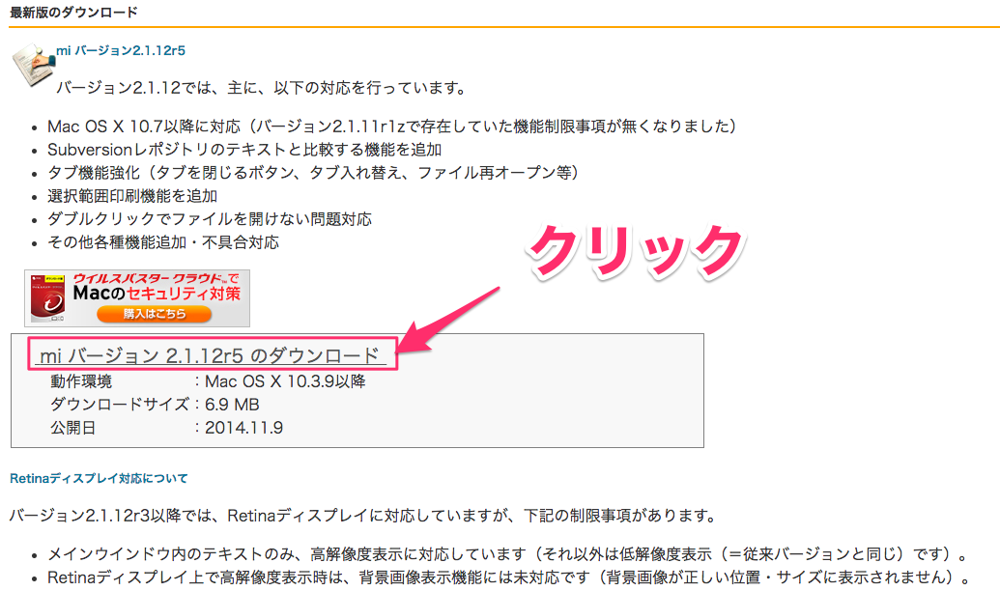 最新版のダウンロード
mi バージョン2.1.12r5
バージョン2.1.12では、主に、以下の対応を行っています。
• Mac OS X 10.7以降に対応（バージョン2.1.11r1zで存在していた機能制限事項が無くなりました）
• Subversionレポジトリのテキストと比較する機能を追加
• タブ機能強化（タブを閉じるボタン、タブ入れ替え、ファイル再オープン等）
• 選択範囲印刷機能を追加
• ダブルクリックでファイルを開けない問題対応
• その他各種機能追加・不具合対応
クリック
ウイルスバスター クラウド™で
Macのセキュリティ対策
購入はこちら
mi バージョン 2.1.12r5 のダウンロード
動作環境 ：Mac OS X 10.3.9以降
ダウンロードサイズ：6.9 MB
公開日 ：2014.11.9
Retinaディスプレイ対応について
バージョン2.1.12r3以降では、Retinaディスプレイに対応していますが、下記の制限事項があります。
• メインウインドウ内のテキストのみ、高解像度表示に対応しています（それ以外は低解像度表示（＝従来バージョンと同じ）です）。
• Retinaディスプレイ上で高解像度表示時は、背景画像表示機能には未対応です（背景画像が正しい位置・サイズに表示されません）。